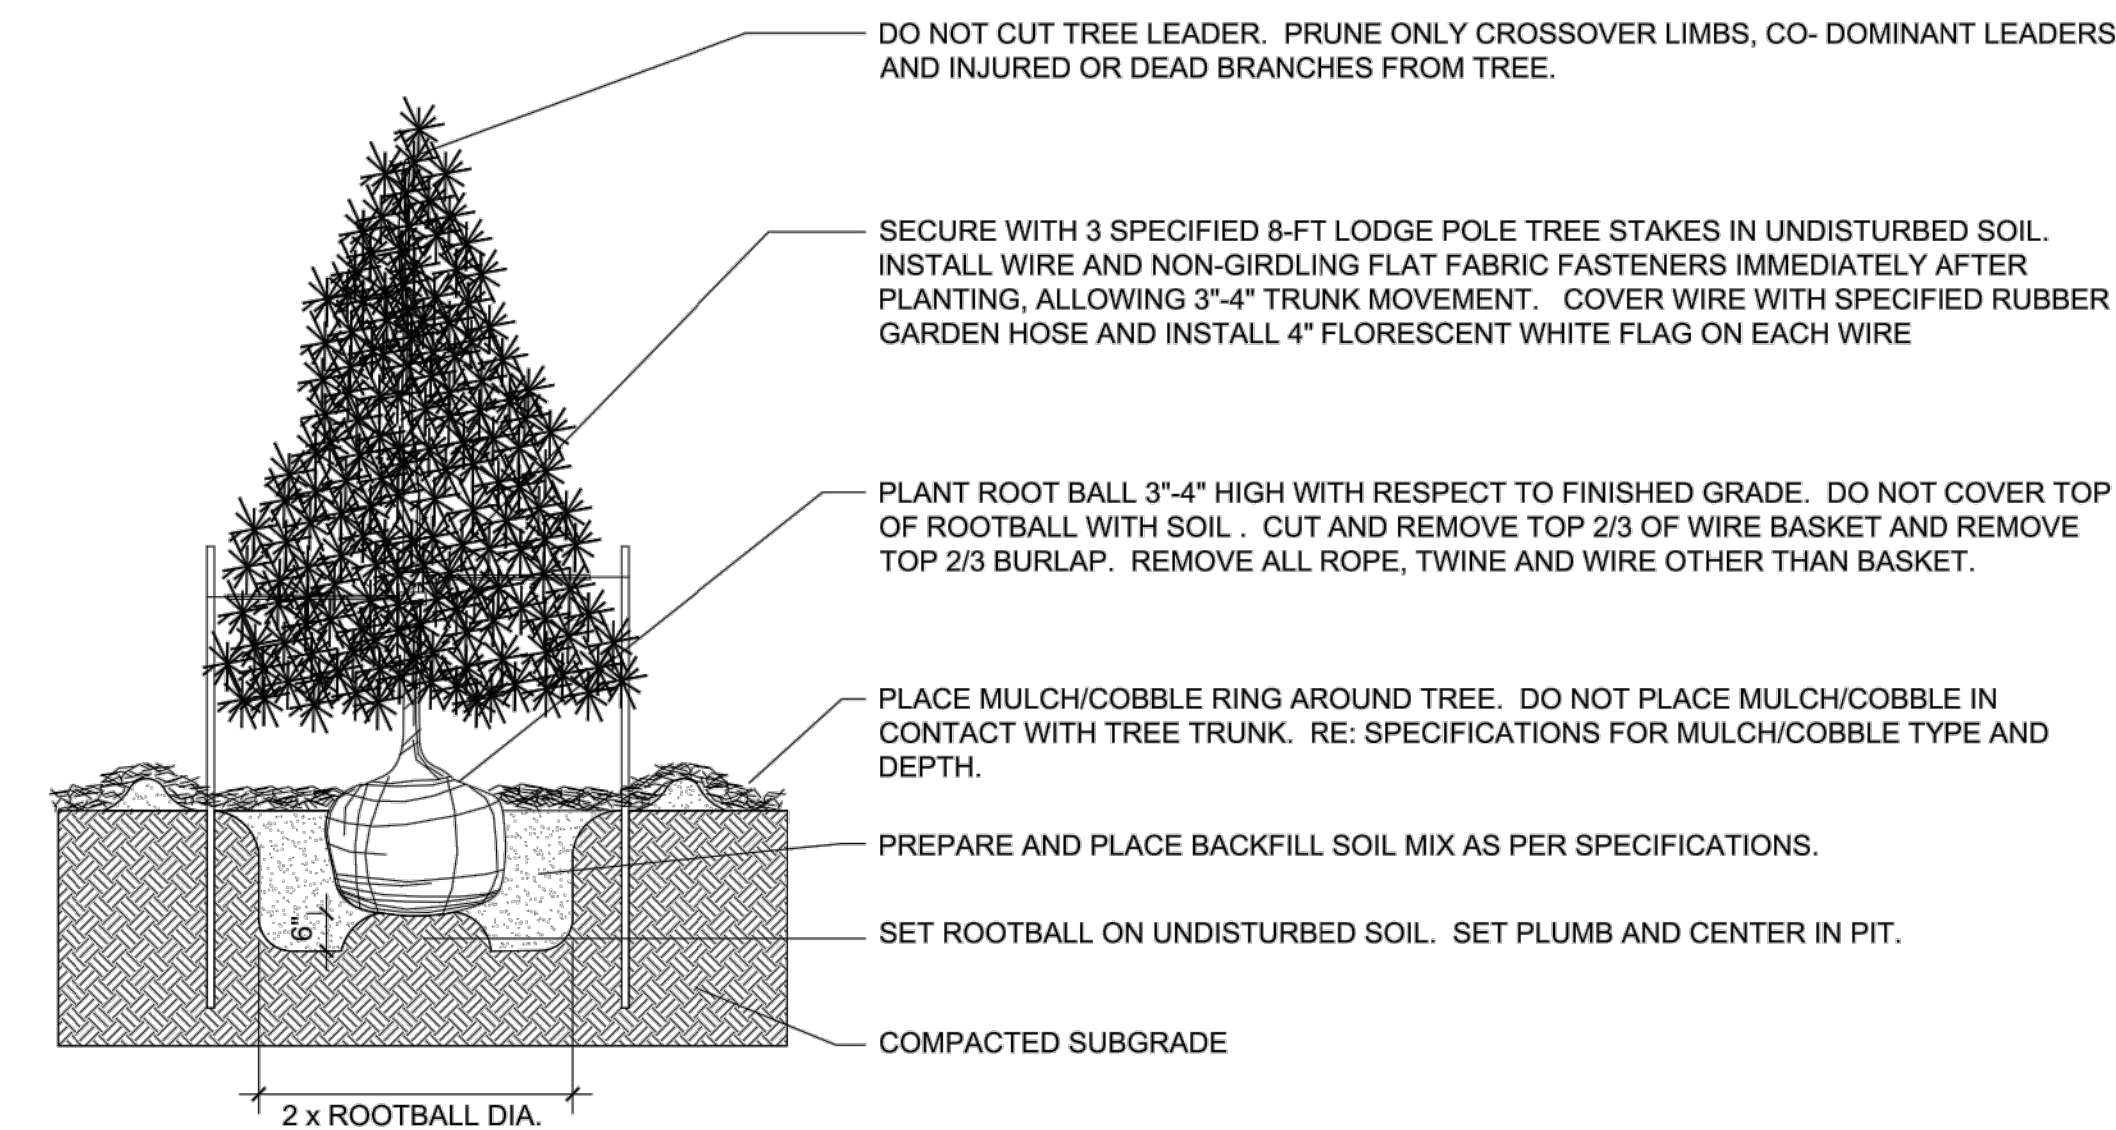 DO NOT CUT TREE LEADER.  PRUNE ONLY CROSSOVER LIMBS, CO- DOMINANT LEADERS
AND INJURED OR DEAD BRANCHES FROM TREE.
SECURE WITH 3 SPECIFIED 8-FT LODGE POLE TREE STAKES IN UNDISTURBED SOIL.
INSTALL WIRE AND NON-GIRDLING FLAT FABRIC FASTENERS IMMEDIATELY AFTER
PLANTING, ALLOWING 3"-4" TRUNK MOVEMENT.   COVER WIRE WITH SPECIFIED RUBBER
GARDEN HOSE AND INSTALL 4" FLORESCENT WHITE FLAG ON EACH WIRE
PLANT ROOT BALL 3"-4" HIGH WITH RESPECT TO FINISHED GRADE.  DO NOT COVER TOP
OF ROOTBALL WITH SOIL .  CUT AND REMOVE TOP 2/3 OF WIRE BASKET AND REMOVE
TOP 2/3 BURLAP.  REMOVE ALL ROPE, TWINE AND WIRE OTHER THAN BASKET.
PLACE MULCH/COBBLE RING AROUND TREE.  DO NOT PLACE MULCH/COBBLE IN
CONTACT WITH TREE TRUNK.  RE: SPECIFICATIONS FOR MULCH/COBBLE TYPE AND
DEPTH.
PREPARE AND PLACE BACKFILL SOIL MIX AS PER SPECIFICATIONS.
6"
SET ROOTBALL ON UNDISTURBED SOIL.  SET PLUMB AND CENTER IN PIT.
COMPACTED SUBGRADE
2 x ROOTBALL DIA.